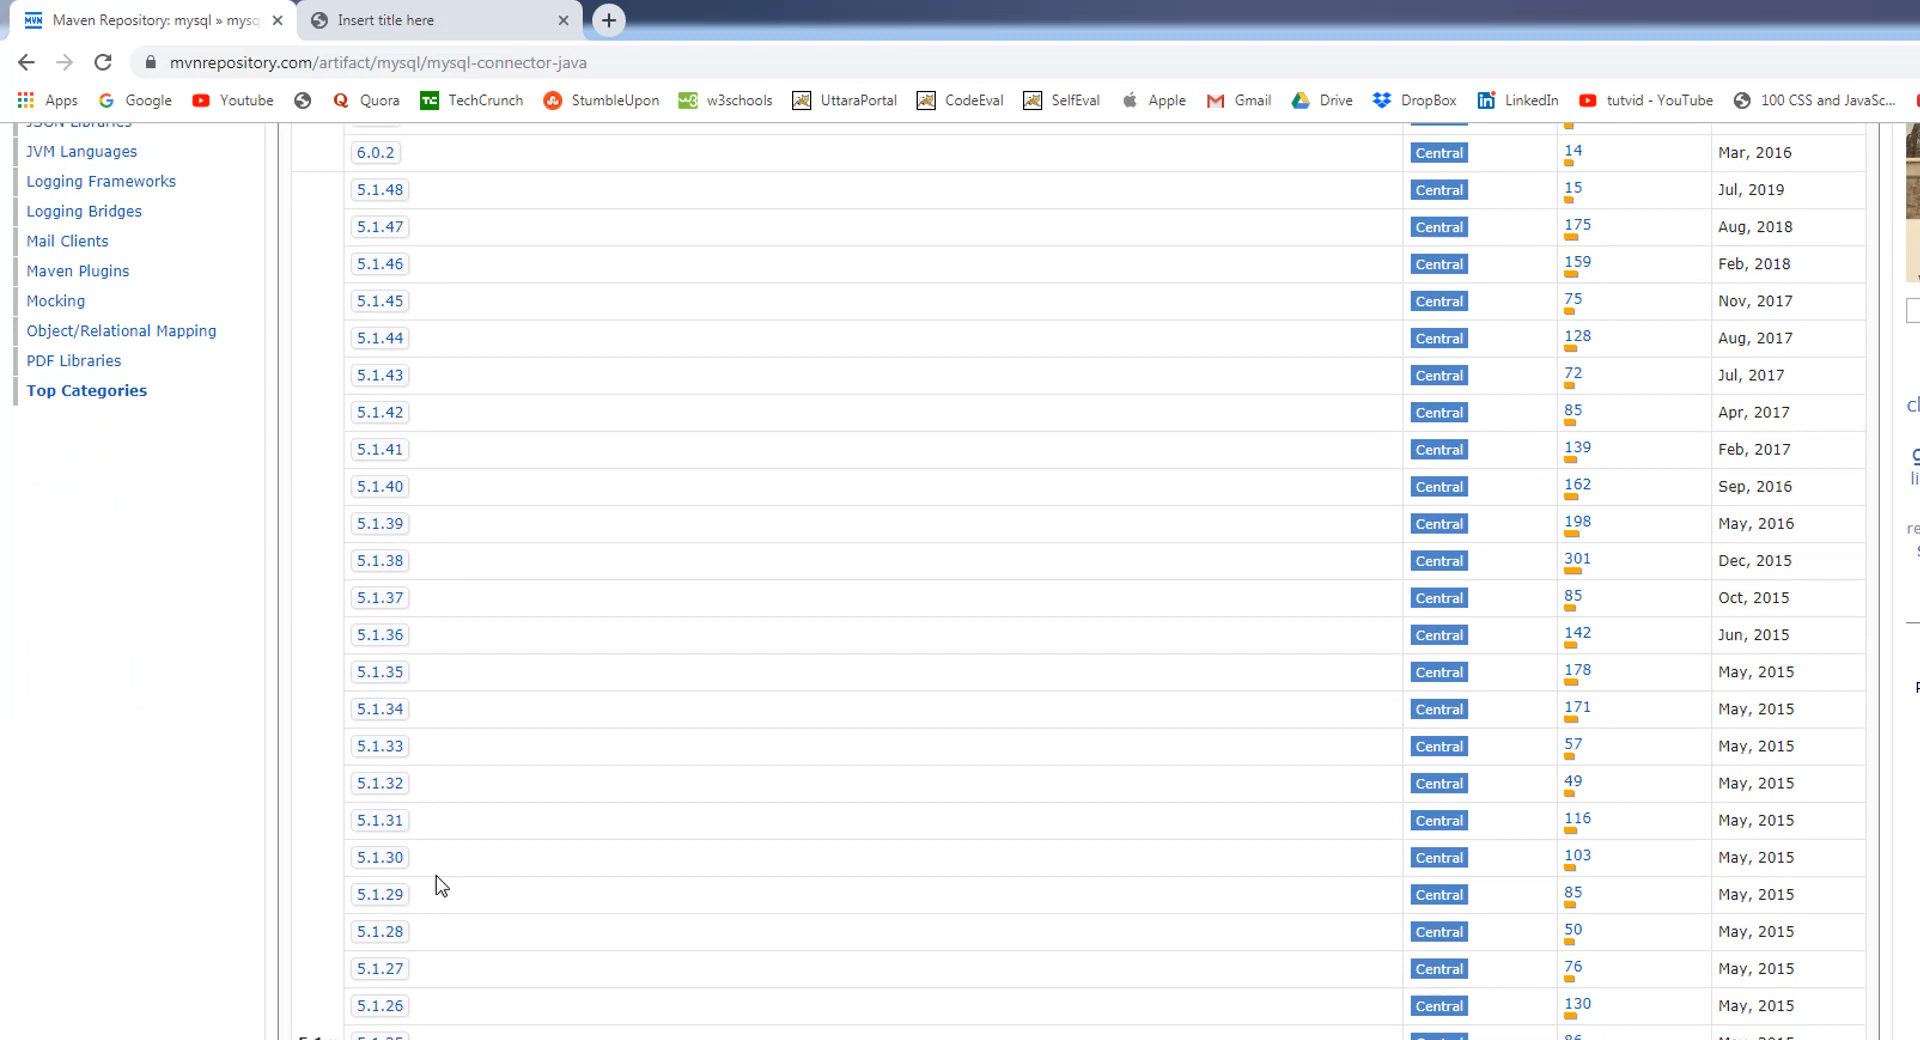 Maven Repository: mysql » mysq
Insert title here
mvnrepository.com/artifact/mysql/mysql-connector-java
Apps Google Youtube Quora TechCrunch StumbleUpon w3schools UttaraPortal CodeEval SelfEval Apple Gmail Drive DropBox LinkedIn tutvid - YouTube 100 CSS and JavaSc...
JSON Libraries
JVM Languages
Logging Frameworks
Logging Bridges
Mail Clients
Maven Plugins
Mocking
Object/Relational Mapping
PDF Libraries
Top Categories
6.0.2 Central 14 Mar, 2016
5.1.48 Central 15 Jul, 2019
5.1.47 Central 175 Aug, 2018
5.1.46 Central 159 Feb, 2018
5.1.45 Central 75 Nov, 2017
5.1.44 Central 128 Aug, 2017
5.1.43 Central 72 Jul, 2017
5.1.42 Central 85 Apr, 2017
5.1.41 Central 139 Feb, 2017
5.1.40 Central 162 Sep, 2016
5.1.39 Central 198 May, 2016
5.1.38 Central 301 Dec, 2015
5.1.37 Central 85 Oct, 2015
5.1.36 Central 142 Jun, 2015
5.1.35 Central 178 May, 2015
5.1.34 Central 171 May, 2015
5.1.33 Central 57 May, 2015
5.1.32 Central 49 May, 2015
5.1.31 Central 116 May, 2015
5.1.30 Central 103 May, 2015
5.1.29 Central 85 May, 2015
5.1.28 Central 50 May, 2015
5.1.27 Central 76 May, 2015
5.1.26 Central 130 May, 2015